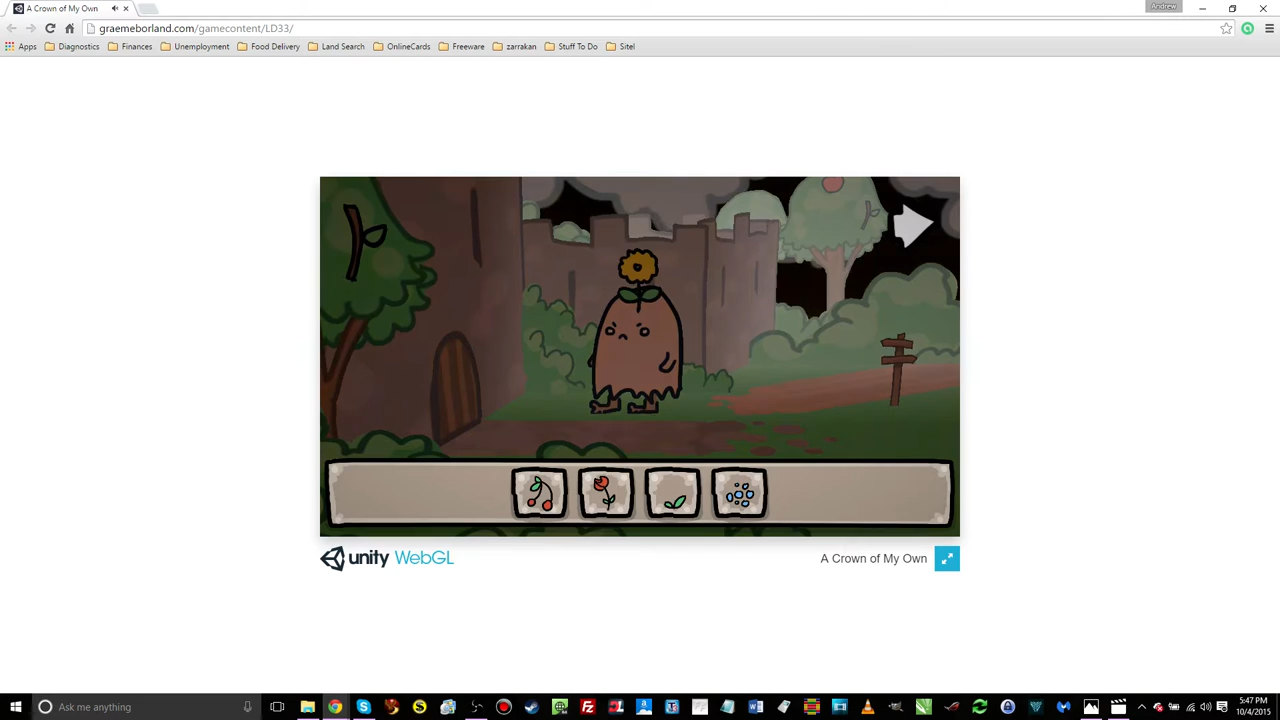 A Crown of My Own
Andrew
graemeborland.com/gamecontent/LD33/
Apps Diagnostics Finances Unemployment Food Delivery Land Search OnlineCards Freeware zarrakan Stuff To Do Sitel
unity WebGL
A Crown of My Own
Ask me anything
5:47 PM
10/4/2015